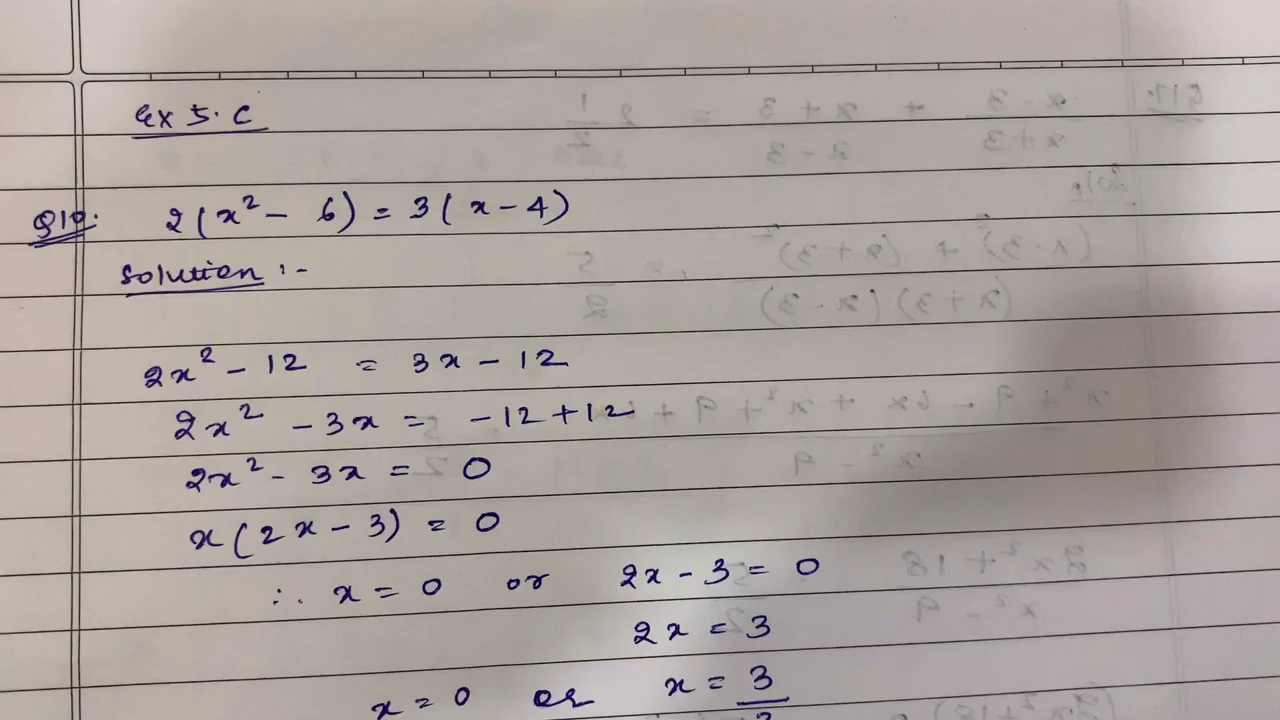 Ex 5. C
Q10. 2(x² - 6) = 3(x - 4)
Solution :-
2x² - 12 = 3x - 12
2x² - 3x = -12 + 12
2x² - 3x = 0
x(2x - 3) = 0
∴ x = 0 or 2x - 3 = 0
2x = 3
x = 0 or x = 3